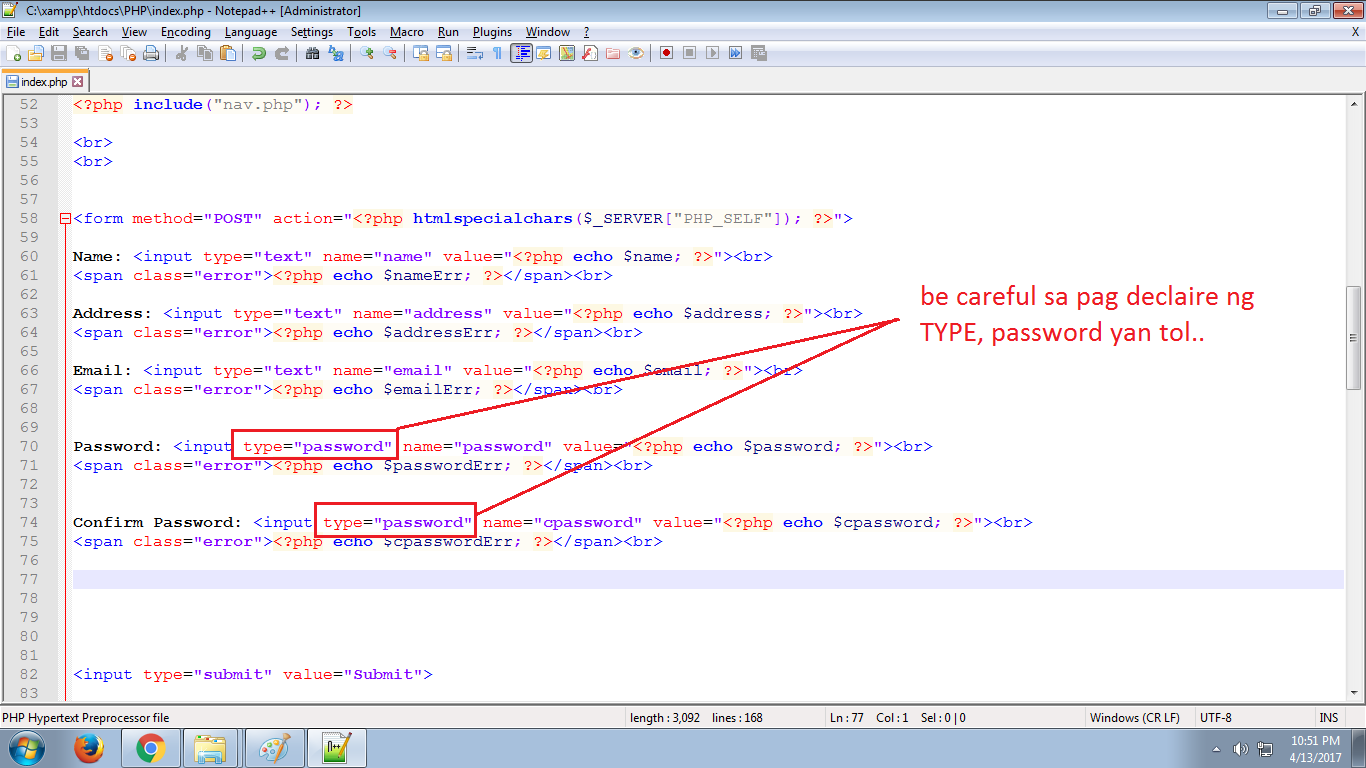 C:\xampp\htdocs\PHP\index.php - Notepad++ [Administrator]
File Edit Search View Encoding Language Settings Tools Macro Run Plugins Window ? X
index.php
52 <?php include("nav.php"); ?>
53
54 <br>
55 <br>
56
57
58 <form method="POST" action="<?php htmlspecialchars($_SERVER["PHP_SELF"]); ?>">
59
60 Name: <input type="text" name="name" value="<?php echo $name; ?>"><br>
61 <span class="error"><?php echo $nameErr; ?></span><br>
62
63 Address: <input type="text" name="address" value="<?php echo $address; ?>"><br>
64 <span class="error"><?php echo $addressErr; ?></span><br>
65
66 Email: <input type="text" name="email" value="<?php echo $email; ?>"><br>
67 <span class="error"><?php echo $emailErr; ?></span><br>
68
69
70 Password: <input type="password" name="password" value="<?php echo $password; ?>"><br>
71 <span class="error"><?php echo $passwordErr; ?></span><br>
72
73
74 Confirm Password: <input type="password" name="cpassword" value="<?php echo $cpassword; ?>"><br>
75 <span class="error"><?php echo $cpasswordErr; ?></span><br>
76
77
78
79
80
81
82 <input type="submit" value="Submit">
83
be careful sa pag declaire ng
TYPE, password yan tol..
PHP Hypertext Preprocessor file length : 3,092 lines : 168 Ln : 77 Col : 1 Sel : 0 | 0 Windows (CR LF) UTF-8 INS
10:51 PM
4/13/2017